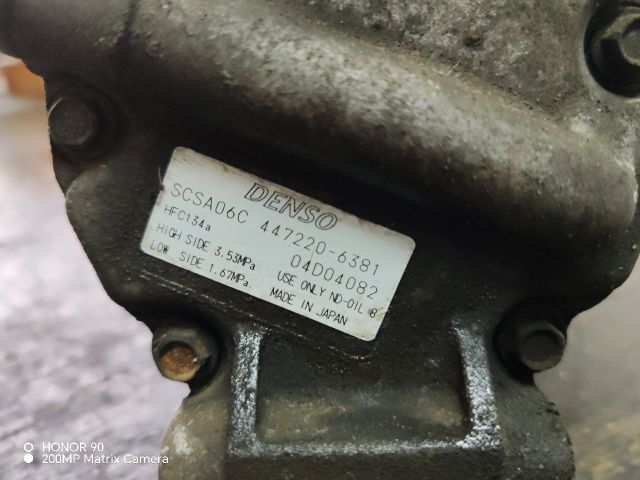 DENSO
SCSA06C 447220-6381
HFC134a 04D04082
HIGH SIDE 3.53MPa USE ONLY ND-OIL 8
LOW SIDE 1.67MPa. MADE IN JAPAN
HONOR 90
200MP Matrix Camera